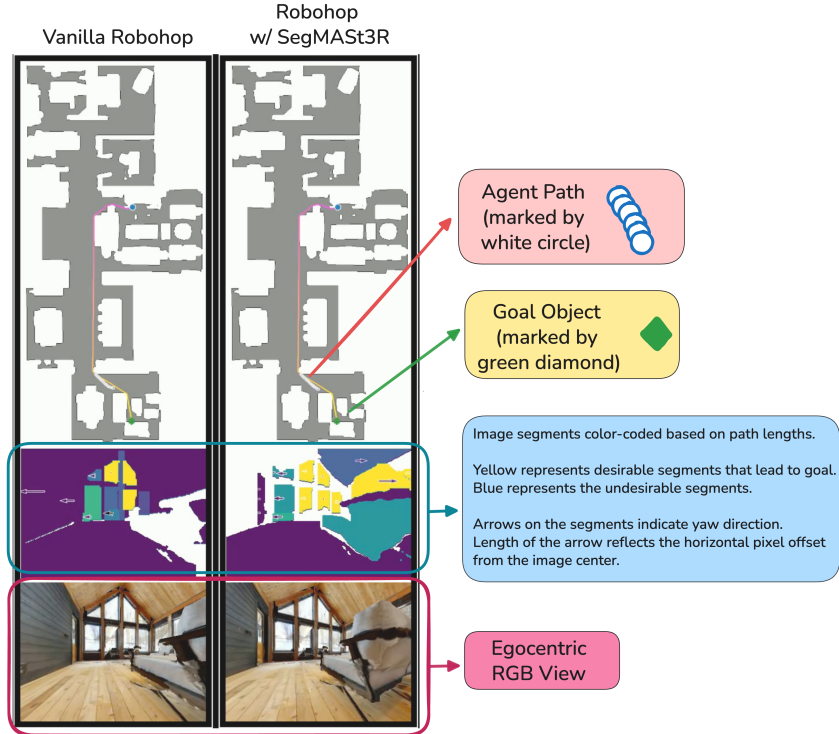 Vanilla Robohop
Robohop
w/ SegMASt3R
Agent Path
(marked by
white circle)
Goal Object
(marked by
green diamond)
Image segments color-coded based on path lengths.
Yellow represents desirable segments that lead to goal.
Blue represents the undesirable segments.
Arrows on the segments indicate yaw direction.
Length of the arrow reflects the horizontal pixel offset
from the image center.
Egocentric
RGB View